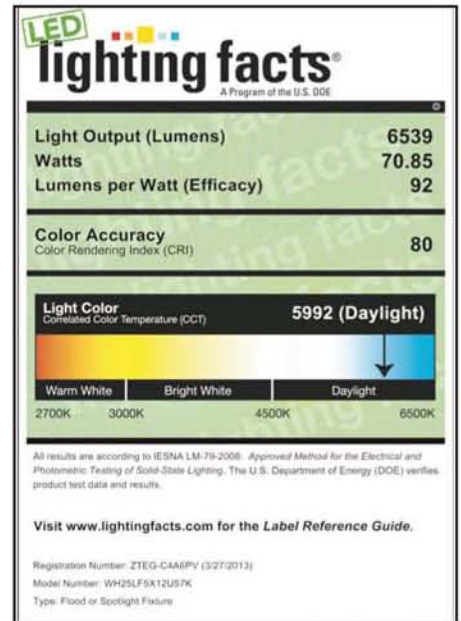 LED
lighting facts®
A Program of the U.S. DOE
Light Output (Lumens) 6539
Watts 70.85
Lumens per Watt (Efficacy) 92
Color Accuracy
Color Rendering Index (CRI) 80
Light Color
Correlated Color Temperature (CCT) 5992 (Daylight)
Warm White Bright White Daylight
2700K 3000K 4500K 6500K
All results are according to IESNA LM-79-2008: Approved Method for the Electrical and
Photometric Testing of Solid-State Lighting. The U.S. Department of Energy (DOE) verifies
product test data and results.
Visit www.lightingfacts.com for the Label Reference Guide.
Registration Number: ZTEG-C4A6PV (3/27/2013)
Model Number: WH25LF5X12US7K
Type: Flood or Spotlight Fixture